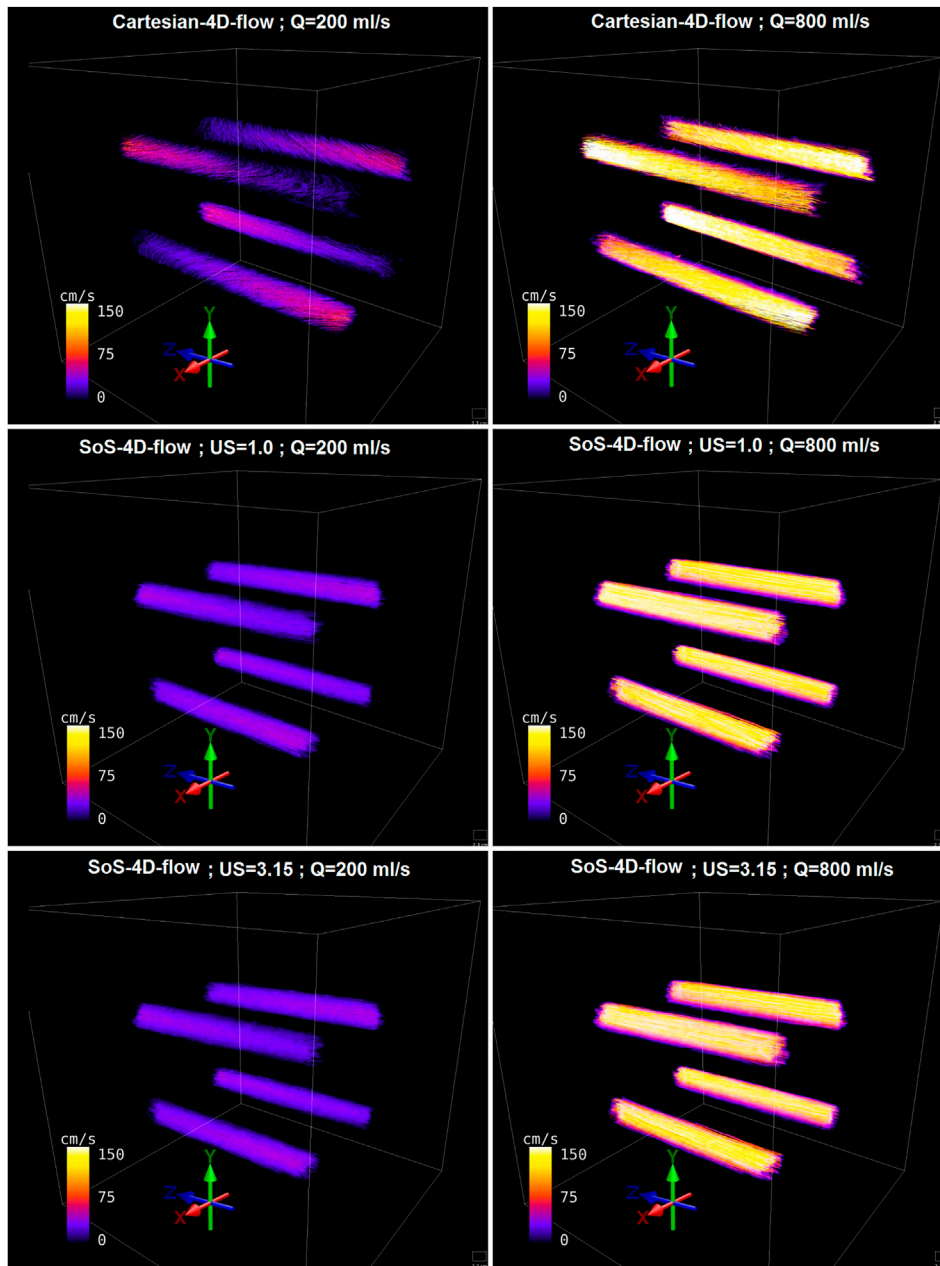 Cartesian-4D-flow ; Q=200 ml/s
cm/s
150
75
0
Y
Z
X
Cartesian-4D-flow ; Q=800 ml/s
cm/s
150
75
0
Y
Z
X
SoS-4D-flow ; US=1.0 ; Q=200 ml/s
cm/s
150
75
0
Y
Z
X
SoS-4D-flow ; US=1.0 ; Q=800 ml/s
cm/s
150
75
0
Y
Z
X
SoS-4D-flow ; US=3.15 ; Q=200 ml/s
cm/s
150
75
0
Y
Z
X
SoS-4D-flow ; US=3.15 ; Q=800 ml/s
cm/s
150
75
0
Y
Z
X